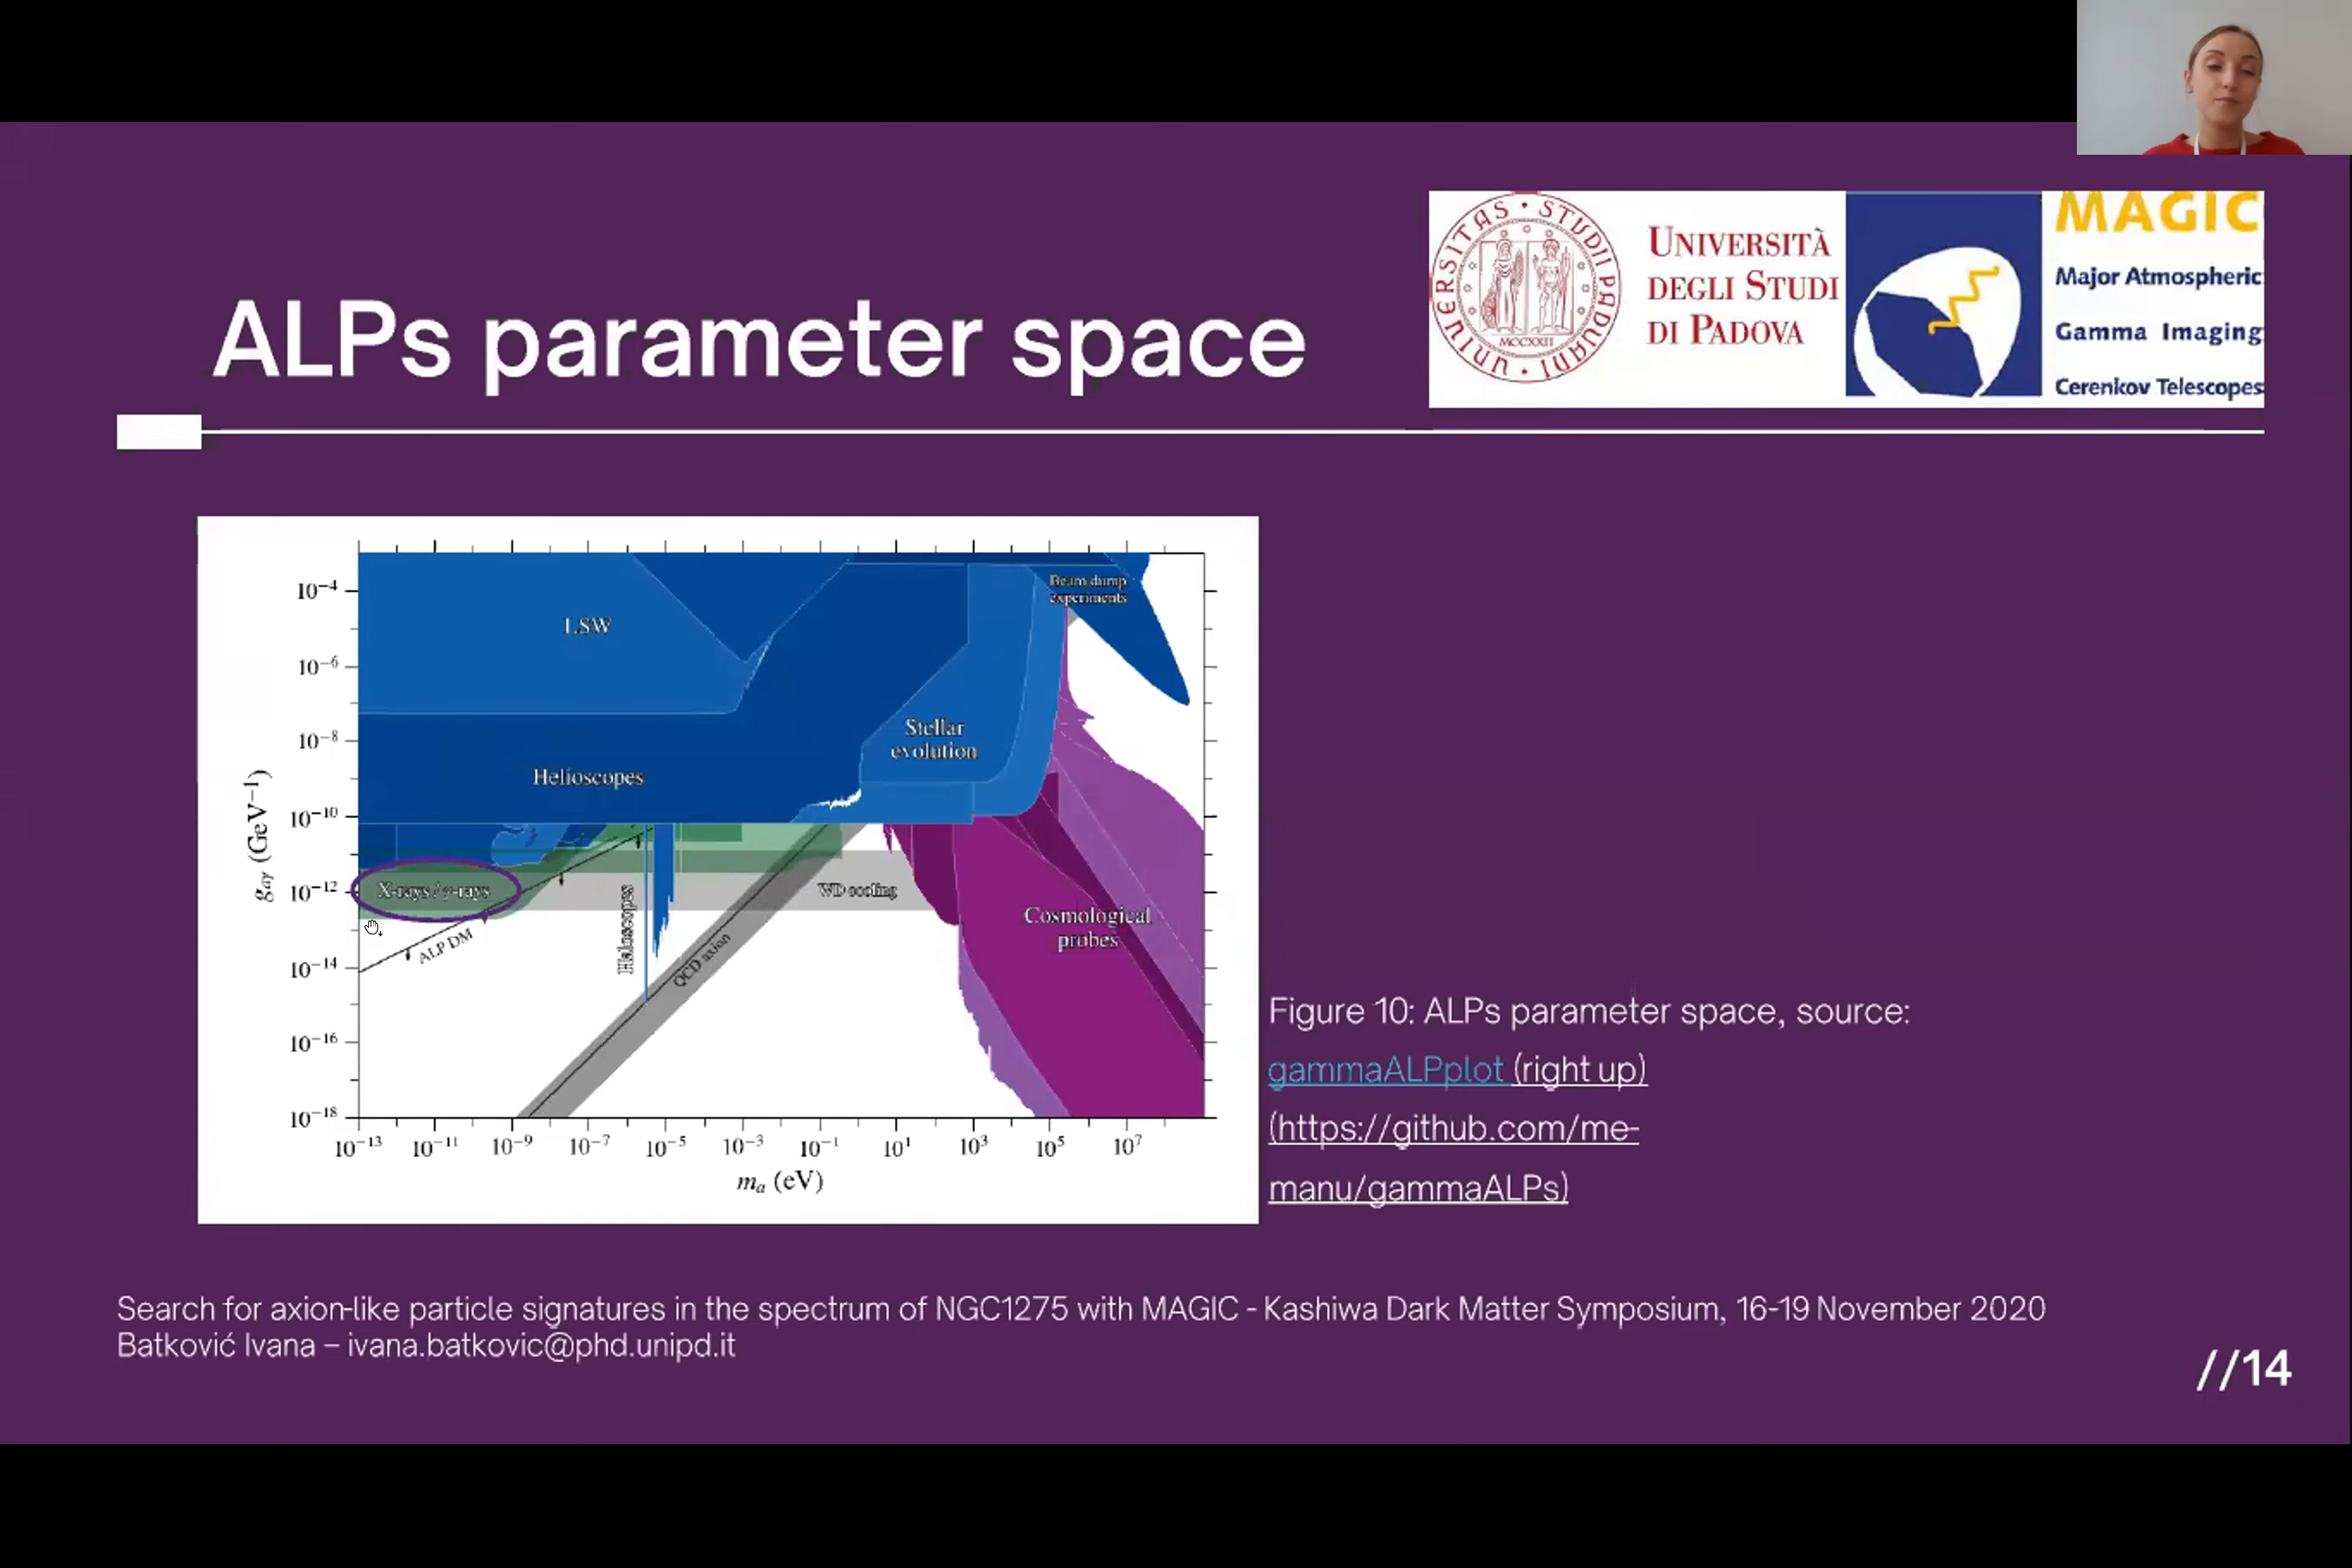 ALPs parameter space
UNIVERSITAS STUDII PADUANI
MCCXXII
UNIVERSITÀ
DEGLI STUDI
DI PADOVA
MAGIC
Major Atmospheric
Gamma Imaging
Cerenkov Telescopes
10⁻⁴
10⁻⁶
10⁻⁸
10⁻¹⁰
10⁻¹²
10⁻¹⁴
10⁻¹⁶
10⁻¹⁸
g_aγ (GeV⁻¹)
LSW
Beam dump
experiments
Stellar
evolution
Helioscopes
X-rays / γ-rays
WD cooling
ALP DM
Haloscopes
QCD axion
Cosmological
probes
10⁻¹³ 10⁻¹¹ 10⁻⁹ 10⁻⁷ 10⁻⁵ 10⁻³ 10⁻¹ 10¹ 10³ 10⁵ 10⁷
m_a (eV)
Figure 10: ALPs parameter space, source:
gammaALPplot (right up)
(https://github.com/me-
manu/gammaALPs)
Search for axion-like particle signatures in the spectrum of NGC1275 with MAGIC - Kashiwa Dark Matter Symposium, 16-19 November 2020
Batković Ivana – ivana.batkovic@phd.unipd.it
//14